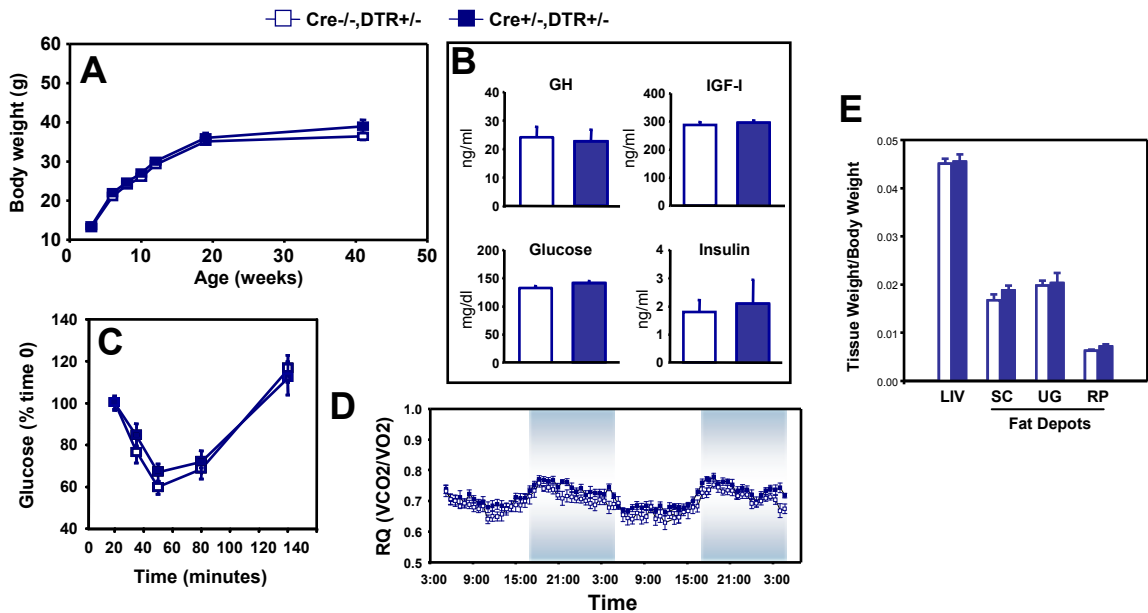 Cre-/-,DTR+/-
Cre+/-,DTR+/-
A
Body weight (g)
60
50
40
30
20
10
0
10
20
30
40
50
Age (weeks)
B
GH
ng/ml
40
30
20
10
0
IGF-I
ng/ml
400
300
200
100
0
Glucose
mg/dl
200
150
100
50
0
Insulin
ng/ml
4
3
2
1
0
C
Glucose (% time 0)
140
120
100
80
60
40
0
20
40
60
80
100
120
140
Time (minutes)
D
RQ (VCO2/VO2)
1.0
0.9
0.8
0.7
0.6
0.5
3:00
9:00
15:00
21:00
3:00
9:00
15:00
21:00
3:00
Time
E
Tissue Weight/Body Weight
0.05
0.04
0.03
0.02
0.01
0.00
LIV
SC
UG
RP
Fat Depots